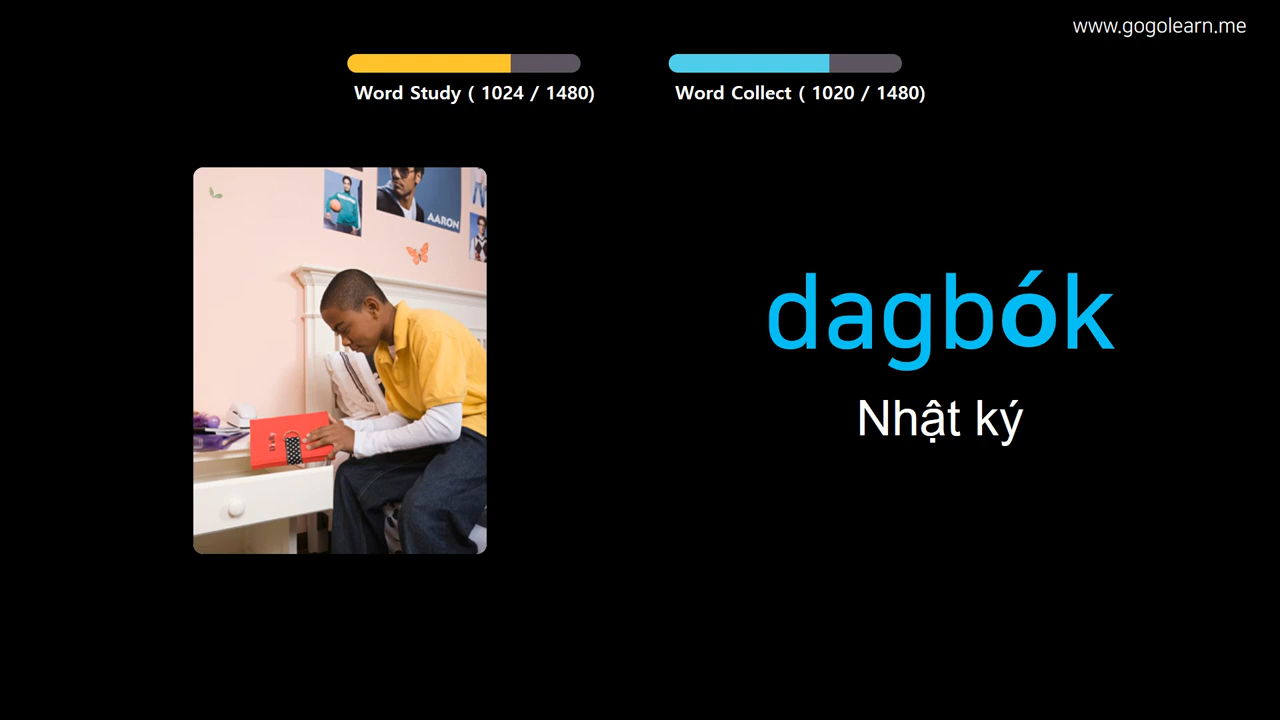 www.gogolearn.me
Word Study ( 1024 / 1480)
Word Collect ( 1020 / 1480)
AARON
dagbók
Nhật ký